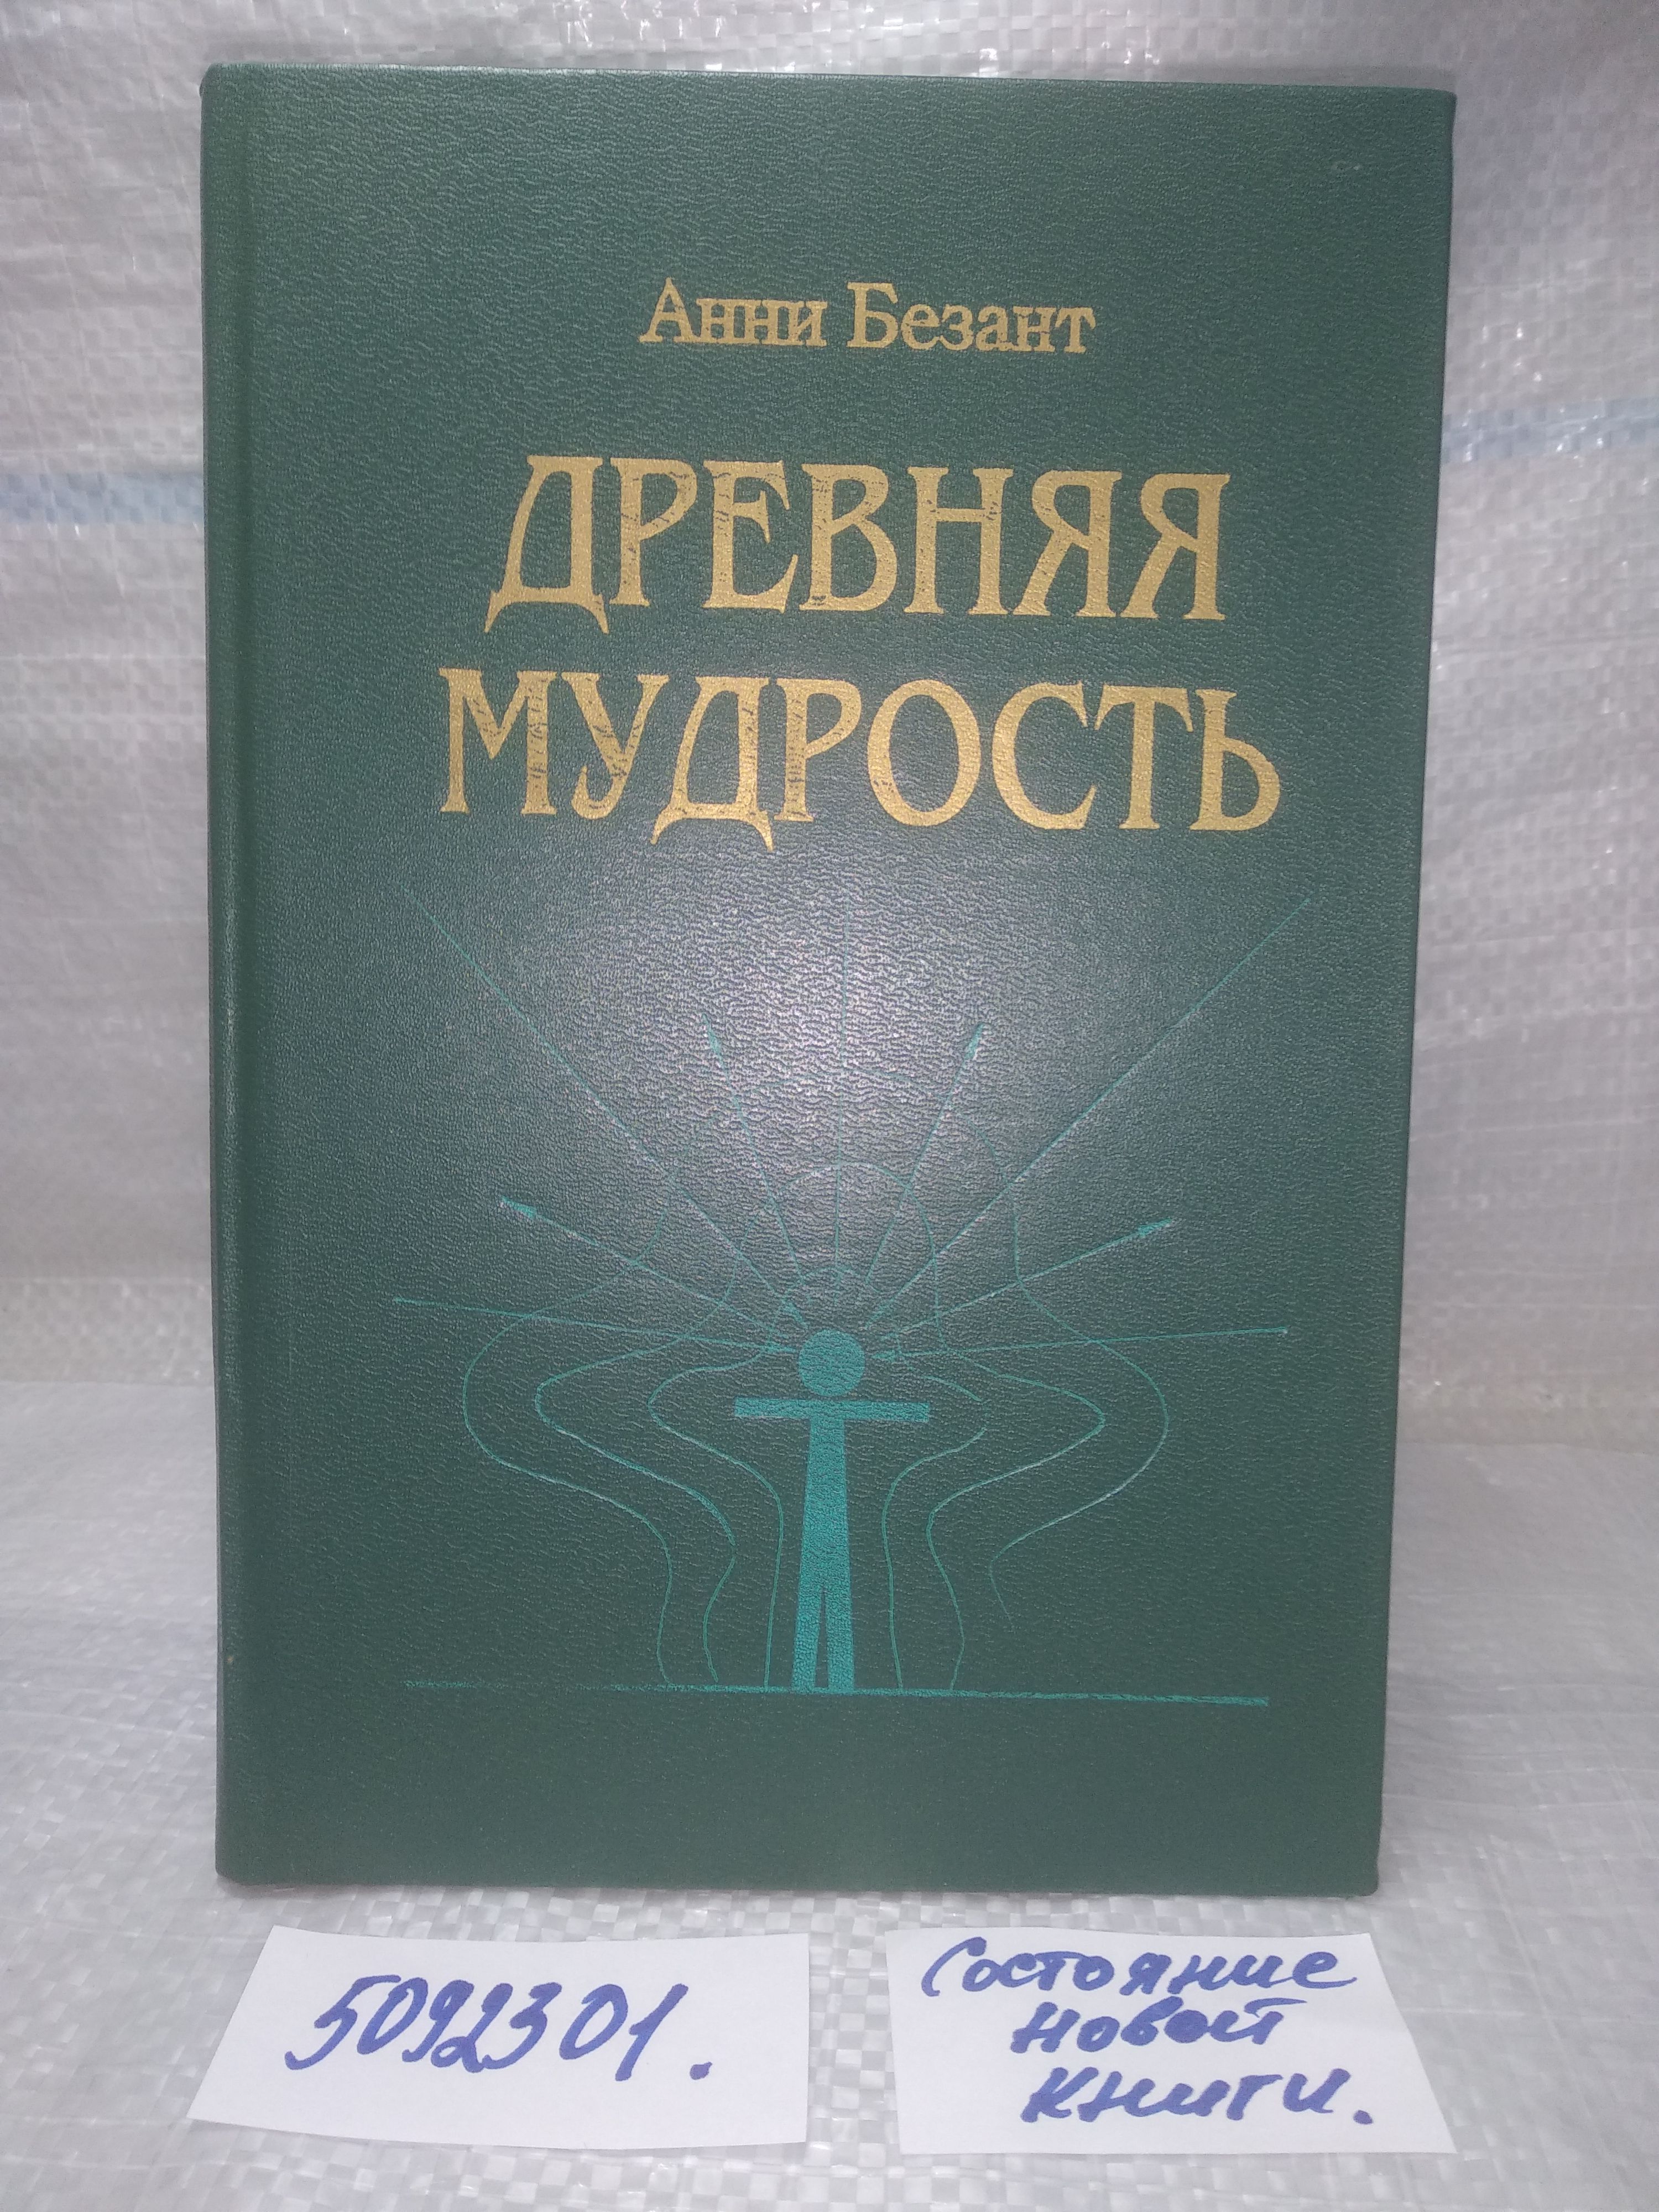 Анни Безант
ДРЕВНЯЯ
МУДРОСТЬ
5092301.
Состояние
новой
книги.